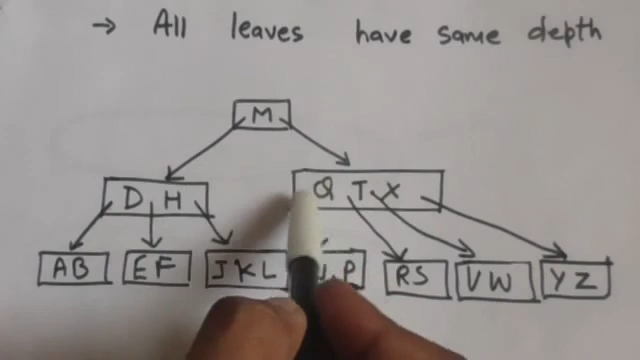 → All leaves have same depth
M
D H Q T X
AB EF JKL P RS VW YZ